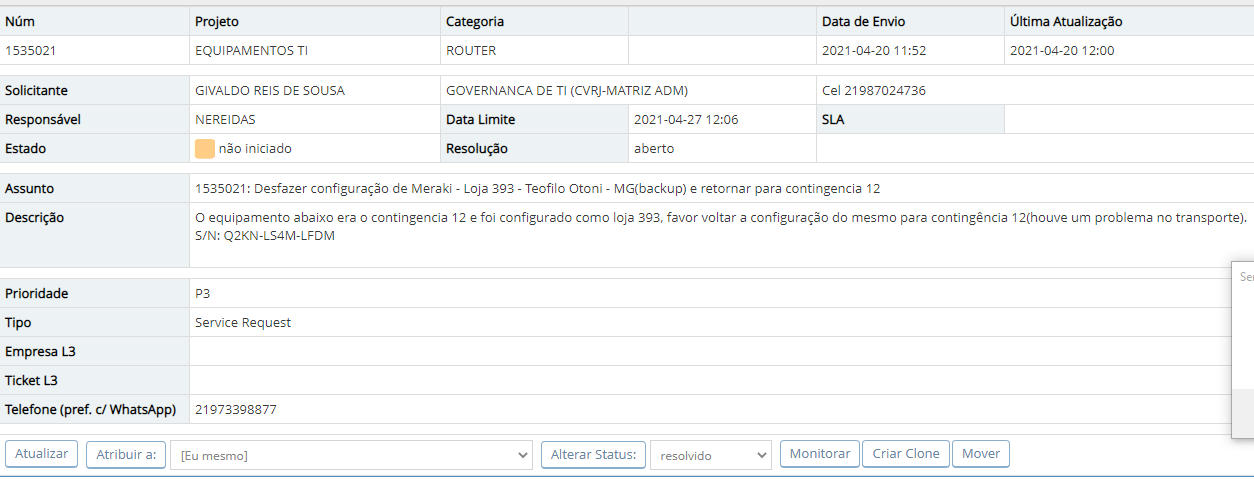 Núm Projeto Categoria Data de Envio Última Atualização
1535021 EQUIPAMENTOS TI ROUTER 2021-04-20 11:52 2021-04-20 12:00
Solicitante GIVALDO REIS DE SOUSA GOVERNANCA DE TI (CVRJ-MATRIZ ADM) Cel 21987024736
Responsável NEREIDAS Data Limite 2021-04-27 12:06 SLA
Estado não iniciado Resolução aberto
Assunto 1535021: Desfazer configuração de Meraki - Loja 393 - Teofilo Otoni - MG(backup) e retornar para contingencia 12
Descrição O equipamento abaixo era o contingencia 12 e foi configurado como loja 393, favor voltar a configuração do mesmo para contingência 12(houve um problema no transporte).
S/N: Q2KN-LS4M-LFDM
Prioridade P3
Tipo Service Request
Empresa L3
Ticket L3
Telefone (pref. c/ WhatsApp) 21973398877
Atualizar Atribuir a: [Eu mesmo] Alterar Status: resolvido Monitorar Criar Clone Mover